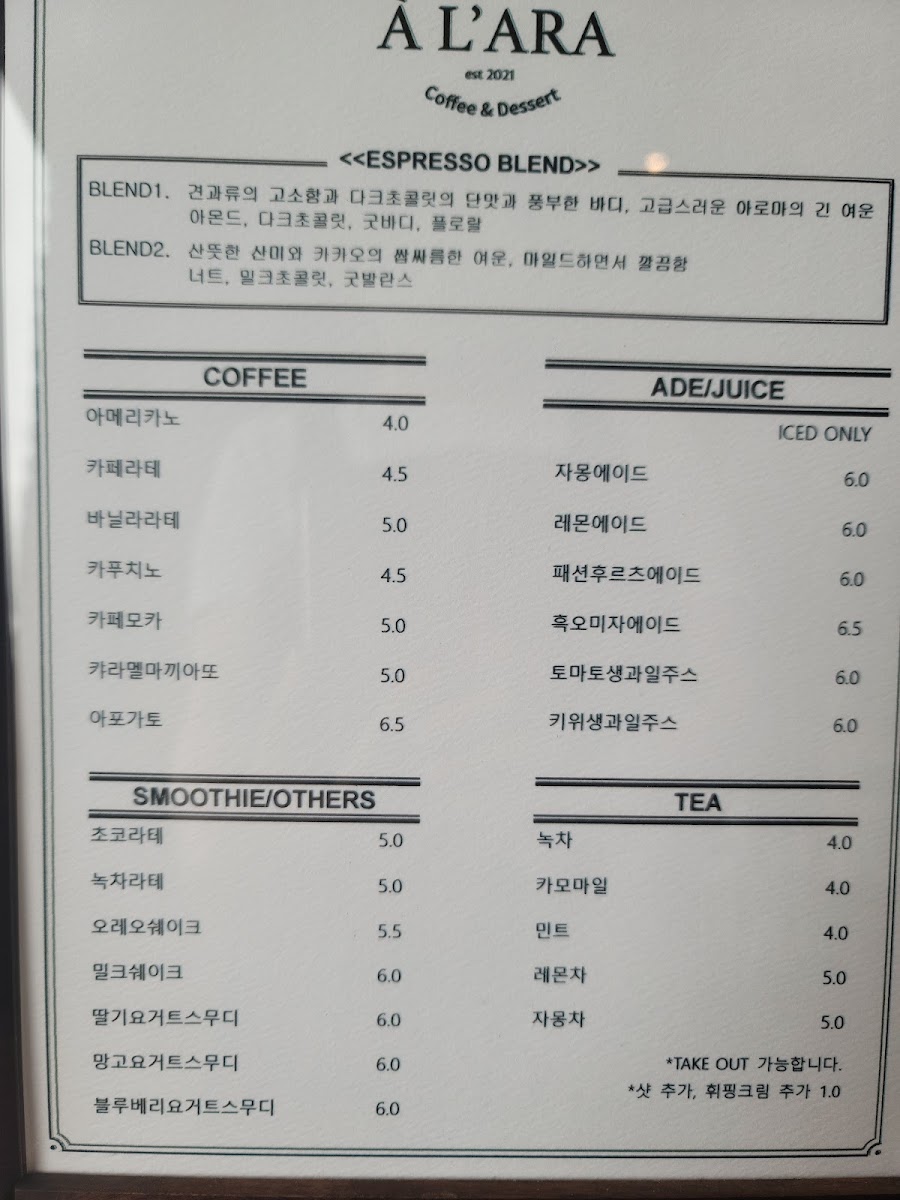 À L'ARA
est 2021
Coffee & Dessert
<<ESPRESSO BLEND>>
BLEND1. 견과류의 고소함과 다크초콜릿의 단맛과 풍부한 바디, 고급스러운 아로마의 긴 여운
아몬드, 다크초콜릿, 굿바디, 플로랄
BLEND2. 산뜻한 산미와 카카오의 쌉싸름한 여운, 마일드하면서 깔끔함
너트, 밀크초콜릿, 굿발란스
COFFEE
아메리카노 4.0
카페라테 4.5
바닐라라테 5.0
카푸치노 4.5
카페모카 5.0
캬라멜마끼아또 5.0
아포가토 6.5
ADE/JUICE
ICED ONLY
자몽에이드 6.0
레몬에이드 6.0
패션후르츠에이드 6.0
흑오미자에이드 6.5
토마토생과일주스 6.0
키위생과일주스 6.0
SMOOTHIE/OTHERS
초코라테 5.0
녹차라테 5.0
오레오쉐이크 5.5
밀크쉐이크 6.0
딸기요거트스무디 6.0
망고요거트스무디 6.0
블루베리요거트스무디 6.0
TEA
녹차 4.0
카모마일 4.0
민트 4.0
레몬차 5.0
자몽차 5.0
*TAKE OUT 가능합니다.
*샷 추가, 휘핑크림 추가 1.0